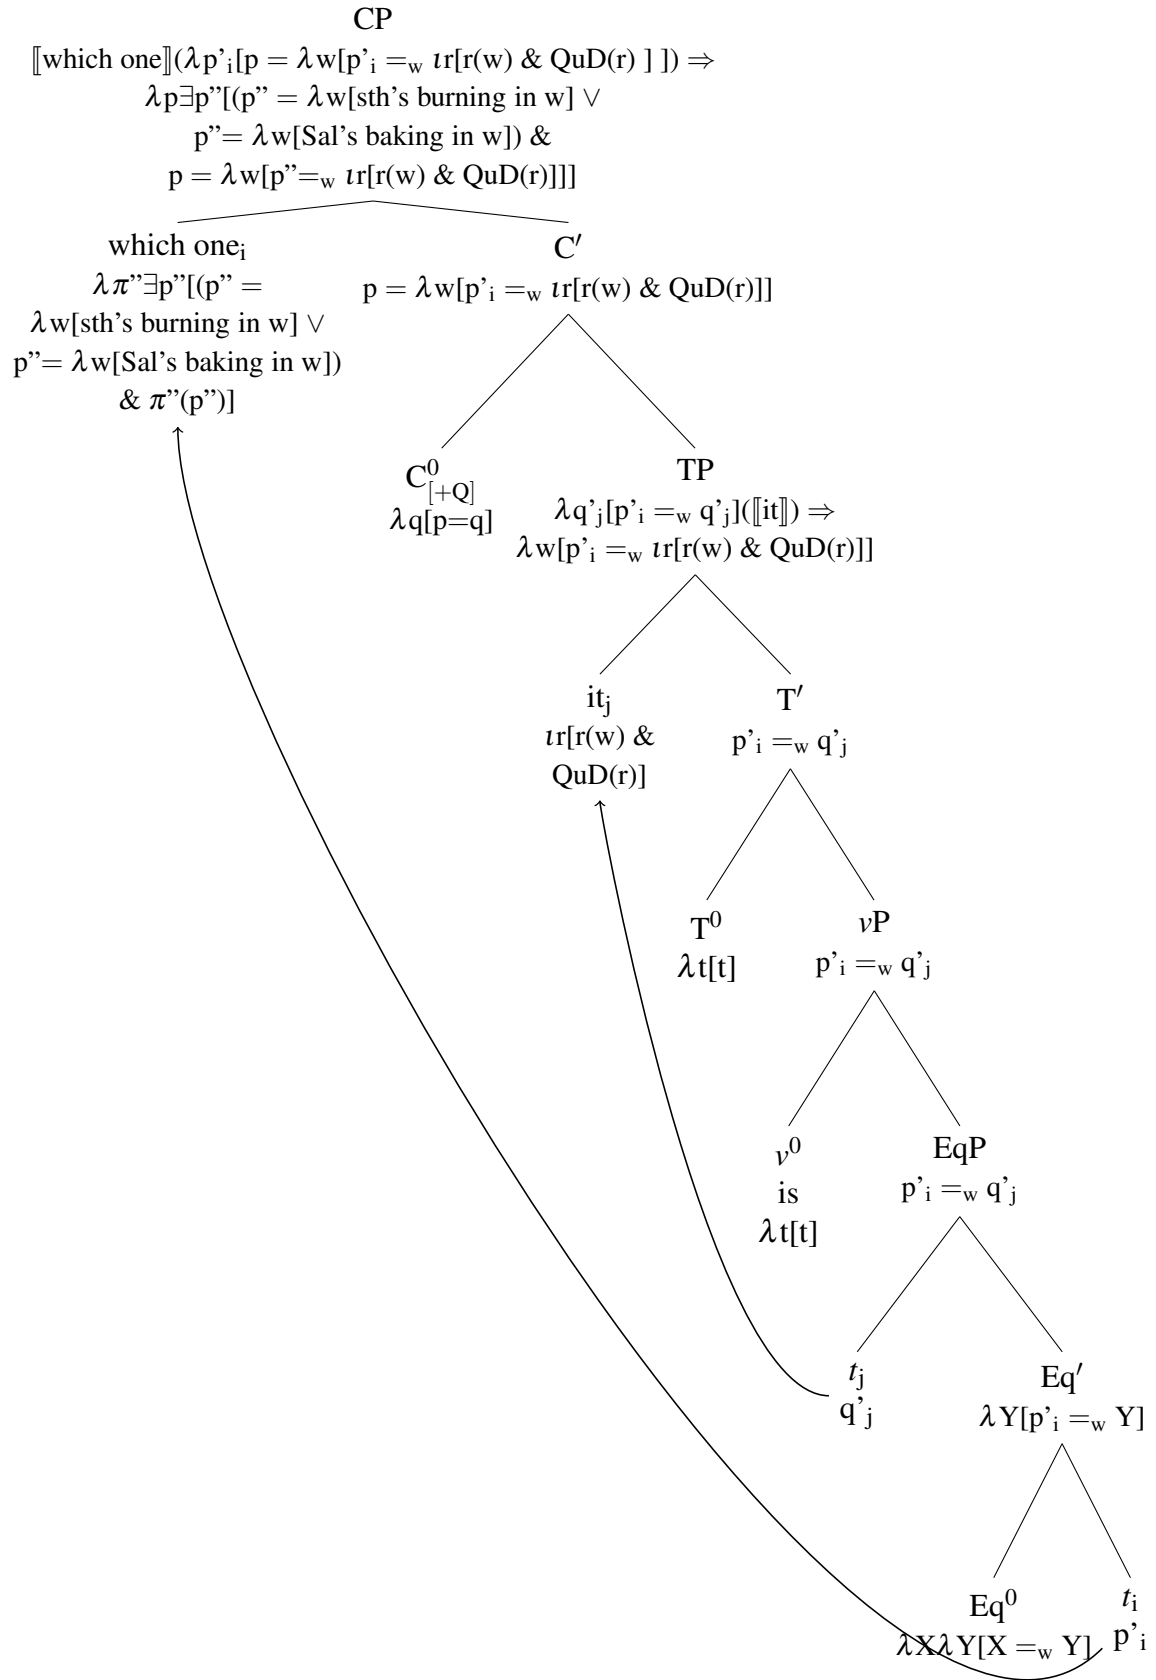 CP
⟦which one⟧(λp’ᵢ[p = λw[p’ᵢ =w ιr[r(w) & QuD(r) ] ]) ⇒
λp∃p”[(p” = λw[sth’s burning in w] ∨
p”= λw[Sal’s baking in w]) &
p = λw[p”=w ιr[r(w) & QuD(r)]]]
which oneᵢ
λπ”∃p”[(p” =
λw[sth’s burning in w] ∨
p”= λw[Sal’s baking in w])
& π”(p”)]
C′
p = λw[p’ᵢ =w ιr[r(w) & QuD(r)]]
C⁰[+Q]
λq[p=q]
TP
λq’ⱼ[p’ᵢ =w q’ⱼ](⟦it⟧) ⇒
λw[p’ᵢ =w ιr[r(w) & QuD(r)]]
itⱼ
ιr[r(w) &
QuD(r)]
T′
p’ᵢ =w q’ⱼ
T⁰
λt[t]
vP
p’ᵢ =w q’ⱼ
v⁰
is
λt[t]
EqP
p’ᵢ =w q’ⱼ
tⱼ
q’ⱼ
Eq′
λY[p’ᵢ =w Y]
Eq⁰
λXλY[X =w Y]
tᵢ
p’ᵢ